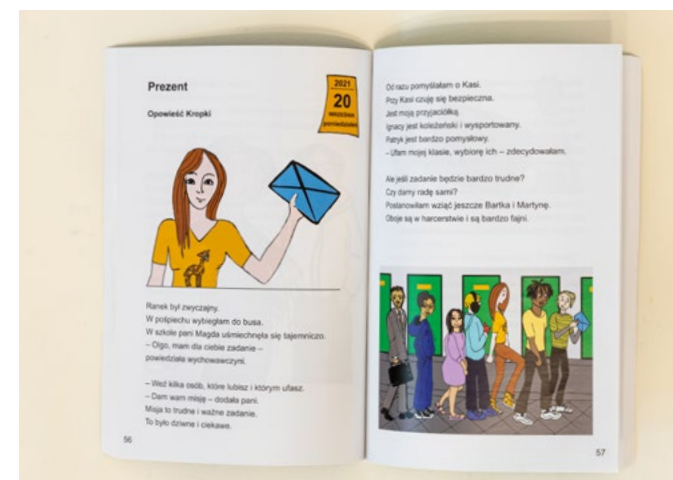 Prezent
Opowieść Kropki
2021
20
WRZEŚNIA
poniedziałek
Ranek był zwyczajny.
W pośpiechu wybiegłam do busa.
W szkole pani Magda uśmiechnęła się tajemniczo.
– Olgo, mam dla ciebie zadanie –
powiedziała wychowawczyni.
– Weź kilka osób, które lubisz i którym ufasz.
– Dam wam misję – dodała pani.
Misja to trudne i ważne zadanie.
To było dziwne i ciekawe.
56
Od razu pomyślałam o Kasi.
Przy Kasi czuję się bezpieczna.
Jest moją przyjaciółką.
Ignacy jest koleżeński i wysportowany.
Patryk jest bardzo pomysłowy.
– Ufam mojej klasie, wybiorę ich – zdecydowałam.
Ale jeśli zadanie będzie bardzo trudne?
Czy damy radę sami?
Postanowiłam wziąć jeszcze Bartka i Martynę.
Oboje są w harcerstwie i są bardzo fajni.
57